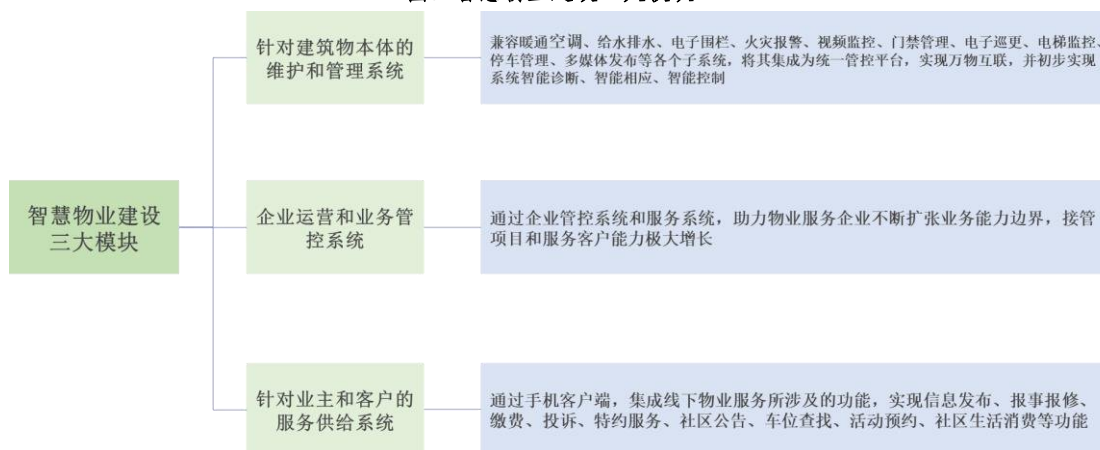 针对建筑物本体的
维护和管理系统
兼容暖通空调、给水排水、电子围栏、火灾报警、视频监控、门禁管理、电子巡更、电梯监控、
停车管理、多媒体发布等各个子系统，将其集成为统一管控平台，实现万物互联，并初步实现
系统智能诊断、智能相应、智能控制
智慧物业建设
三大模块
企业运营和业务管
控系统
通过企业管控系统和服务系统，助力物业服务企业不断扩张业务能力边界，接管
项目和服务客户能力极大增长
针对业主和客户的
服务供给系统
通过手机客户端，集成线下物业服务所涉及的功能，实现信息发布、报事报修、
缴费、投诉、特约服务、社区公告、车位查找、活动预约、社区生活消费等功能